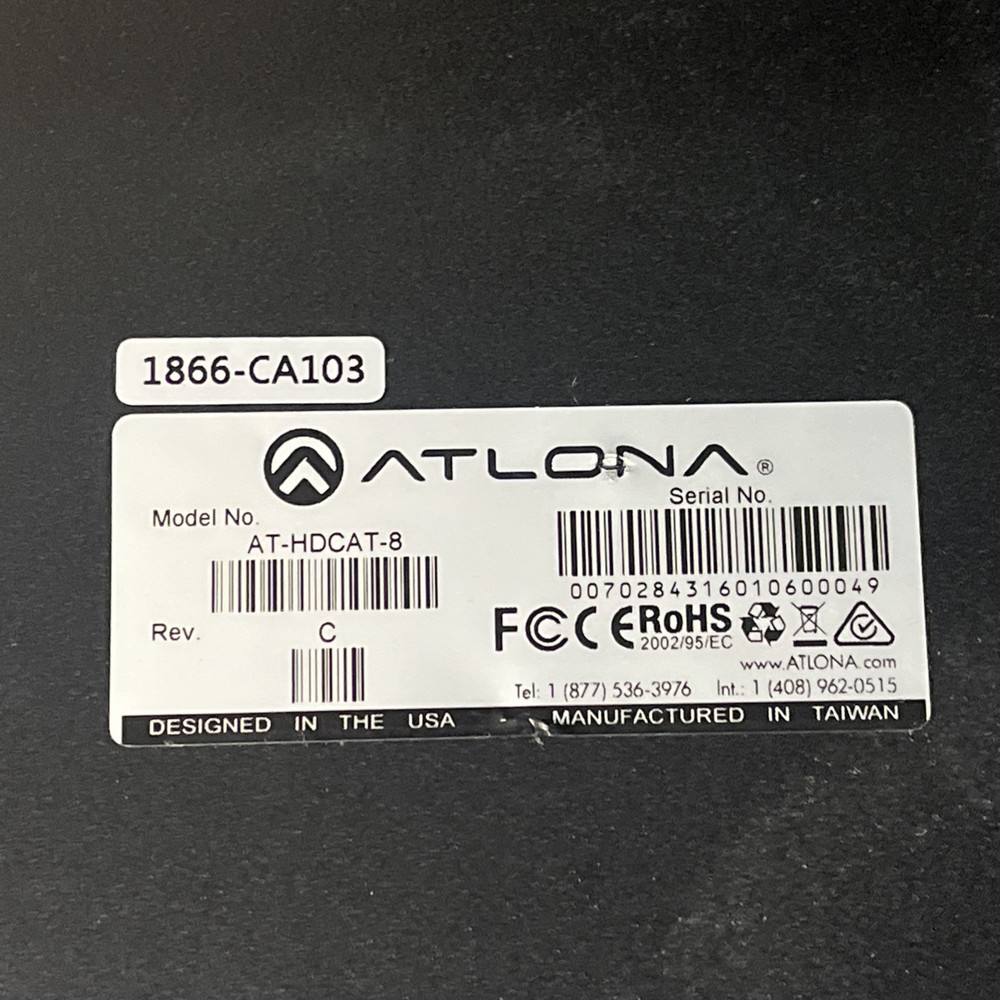 1866-CA103
ATLONA®
Model No.
AT-HDCAT-8
Rev. C
Serial No.
0070284316010600049
FC CE RoHS
2002/95/EC
www.ATLONA.com
Tel: 1 (877) 536-3976 Int.: 1 (408) 962-0515
DESIGNED IN THE USA - MANUFACTURED IN TAIWAN